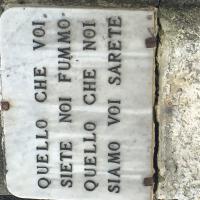 QUELLO CHE VOI
SIETE NOI FUMMO
QUELLO CHE NOI
SIAMO VOI SARETE